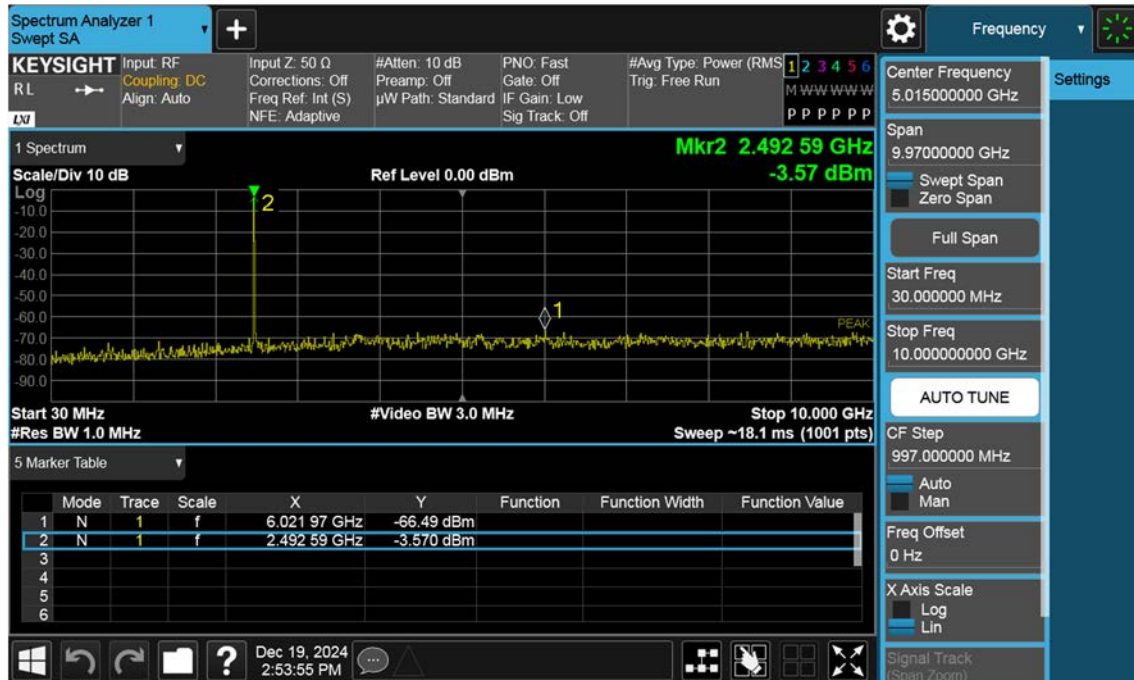 Spectrum Analyzer 1
Swept SA
+
Frequency
KEYSIGHT
RL
LXI
Input: RF
Coupling: DC
Align: Auto
Input Z: 50 Ω
Corrections: Off
Freq Ref: Int (S)
NFE: Adaptive
#Atten: 10 dB
Preamp: Off
µW Path: Standard
PNO: Fast
Gate: Off
IF Gain: Low
Sig Track: Off
#Avg Type: Power (RMS
Trig: Free Run
1 2 3 4 5 6
M W W W W W
P P P P P P
1 Spectrum
Scale/Div 10 dB
Ref Level 0.00 dBm
Mkr2 2.492 59 GHz
-3.57 dBm
Log
-10.0
-20.0
-30.0
-40.0
-50.0
-60.0
-70.0
-80.0
-90.0
2
1
PEAK
Start 30 MHz
#Video BW 3.0 MHz
Stop 10.000 GHz
#Res BW 1.0 MHz
Sweep ~18.1 ms (1001 pts)
5 Marker Table
Mode Trace Scale X Y Function Function Width Function Value
1 N 1 f 6.021 97 GHz -66.49 dBm
2 N 1 f 2.492 59 GHz -3.570 dBm
3
4
5
6
Dec 19, 2024
2:53:55 PM
?
Center Frequency
5.015000000 GHz
Settings
Span
9.97000000 GHz
Swept Span
Zero Span
Full Span
Start Freq
30.000000 MHz
Stop Freq
10.000000000 GHz
AUTO TUNE
CF Step
997.000000 MHz
Auto
Man
Freq Offset
0 Hz
X Axis Scale
Log
Lin
Signal Track
(Span Zoom)